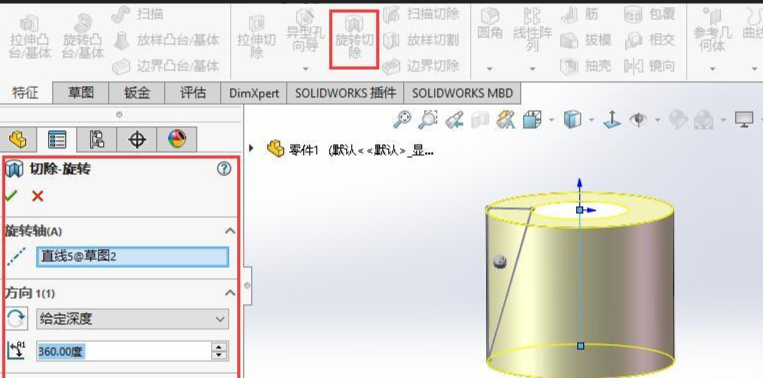 扫描
扫描切除
筋
包覆
拉伸凸台/基体
旋转凸台/基体
放样凸台/基体
拉伸切除
异型孔向导
旋转切除
放样切割
圆角
线性阵列
拔模
相交
参考几何体
曲线
边界凸台/基体
边界切除
抽壳
镜向
特征
草图
钣金
评估
DimXpert
SOLIDWORKS 插件
SOLIDWORKS MBD
零件1 (默认<<默认>_显...
切除-旋转
旋转轴(A)
直线5@草图2
方向1(1)
给定深度
A1
360.00度